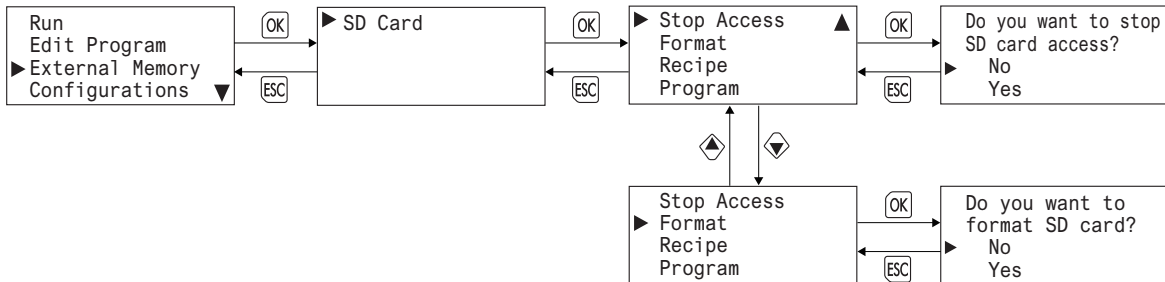 Run
Edit Program
External Memory
Configurations
OK
ESC
SD Card
OK
ESC
Stop Access
Format
Recipe
Program
OK
ESC
Do you want to stop
SD card access?
No
Yes
Stop Access
Format
Recipe
Program
OK
ESC
Do you want to
format SD card?
No
Yes